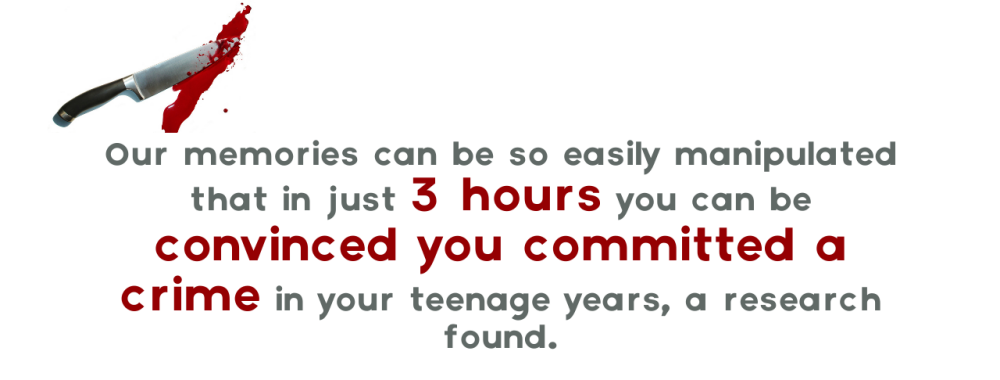 Our memories can be so easily manipulated
that in just 3 hours you can be
convinced you committed a
crime in your teenage years, a research
found.